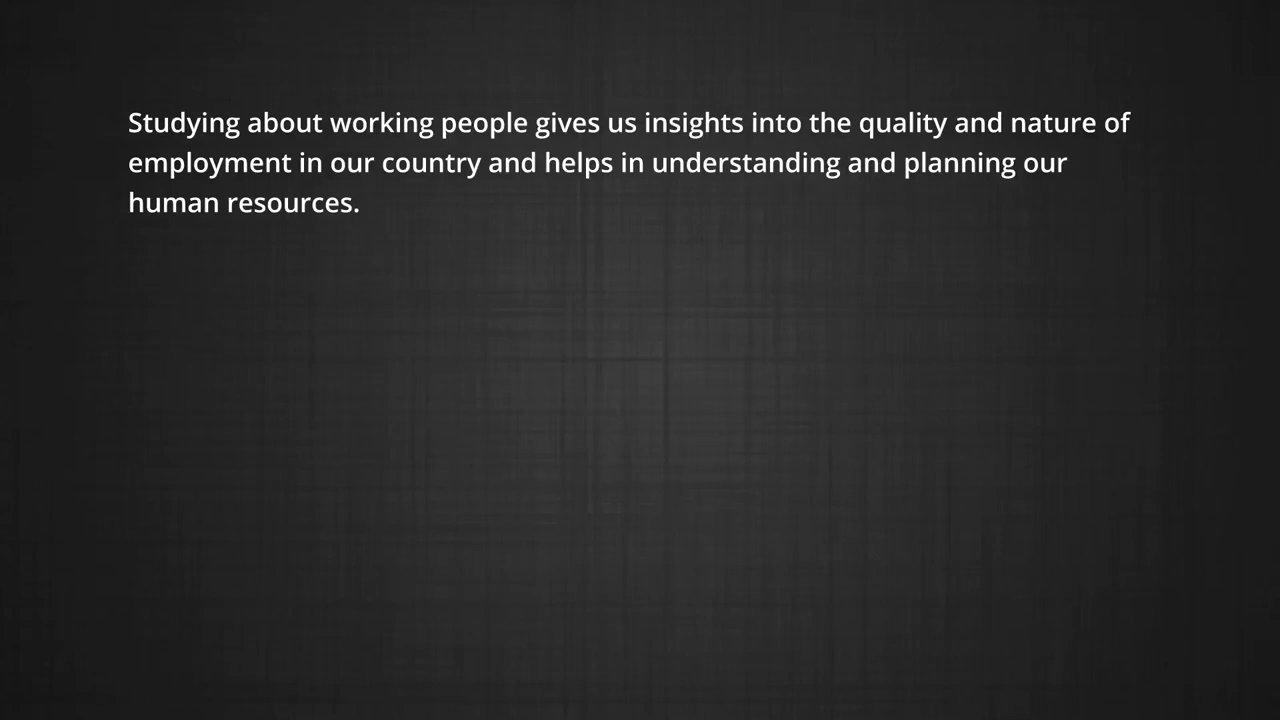 Studying about working people gives us insights into the quality and nature of
employment in our country and helps in understanding and planning our
human resources.